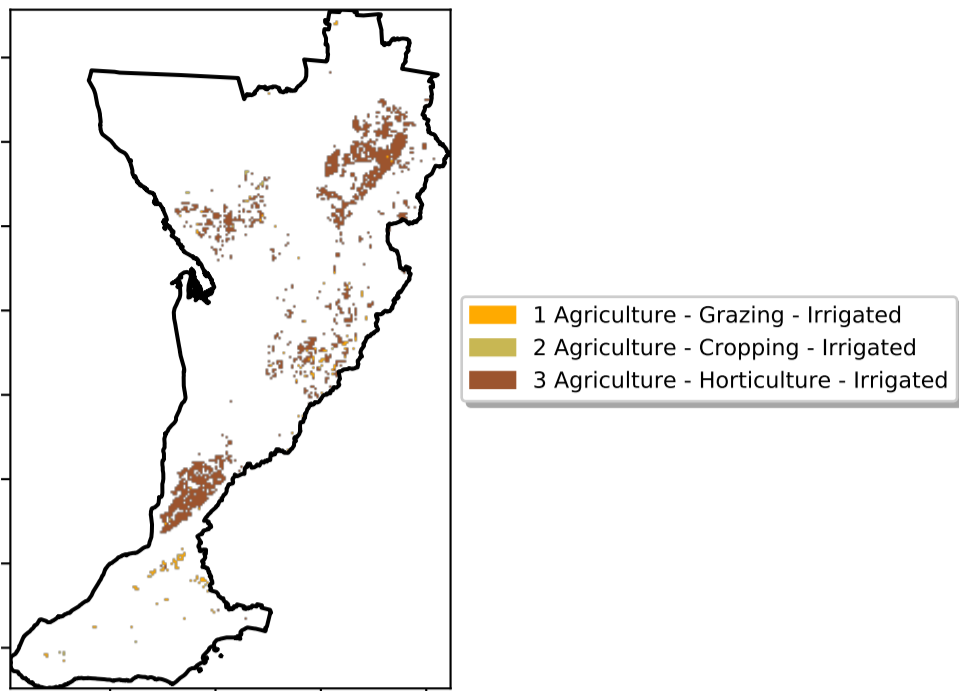 1 Agriculture - Grazing - Irrigated
2 Agriculture - Cropping - Irrigated
3 Agriculture - Horticulture - Irrigated